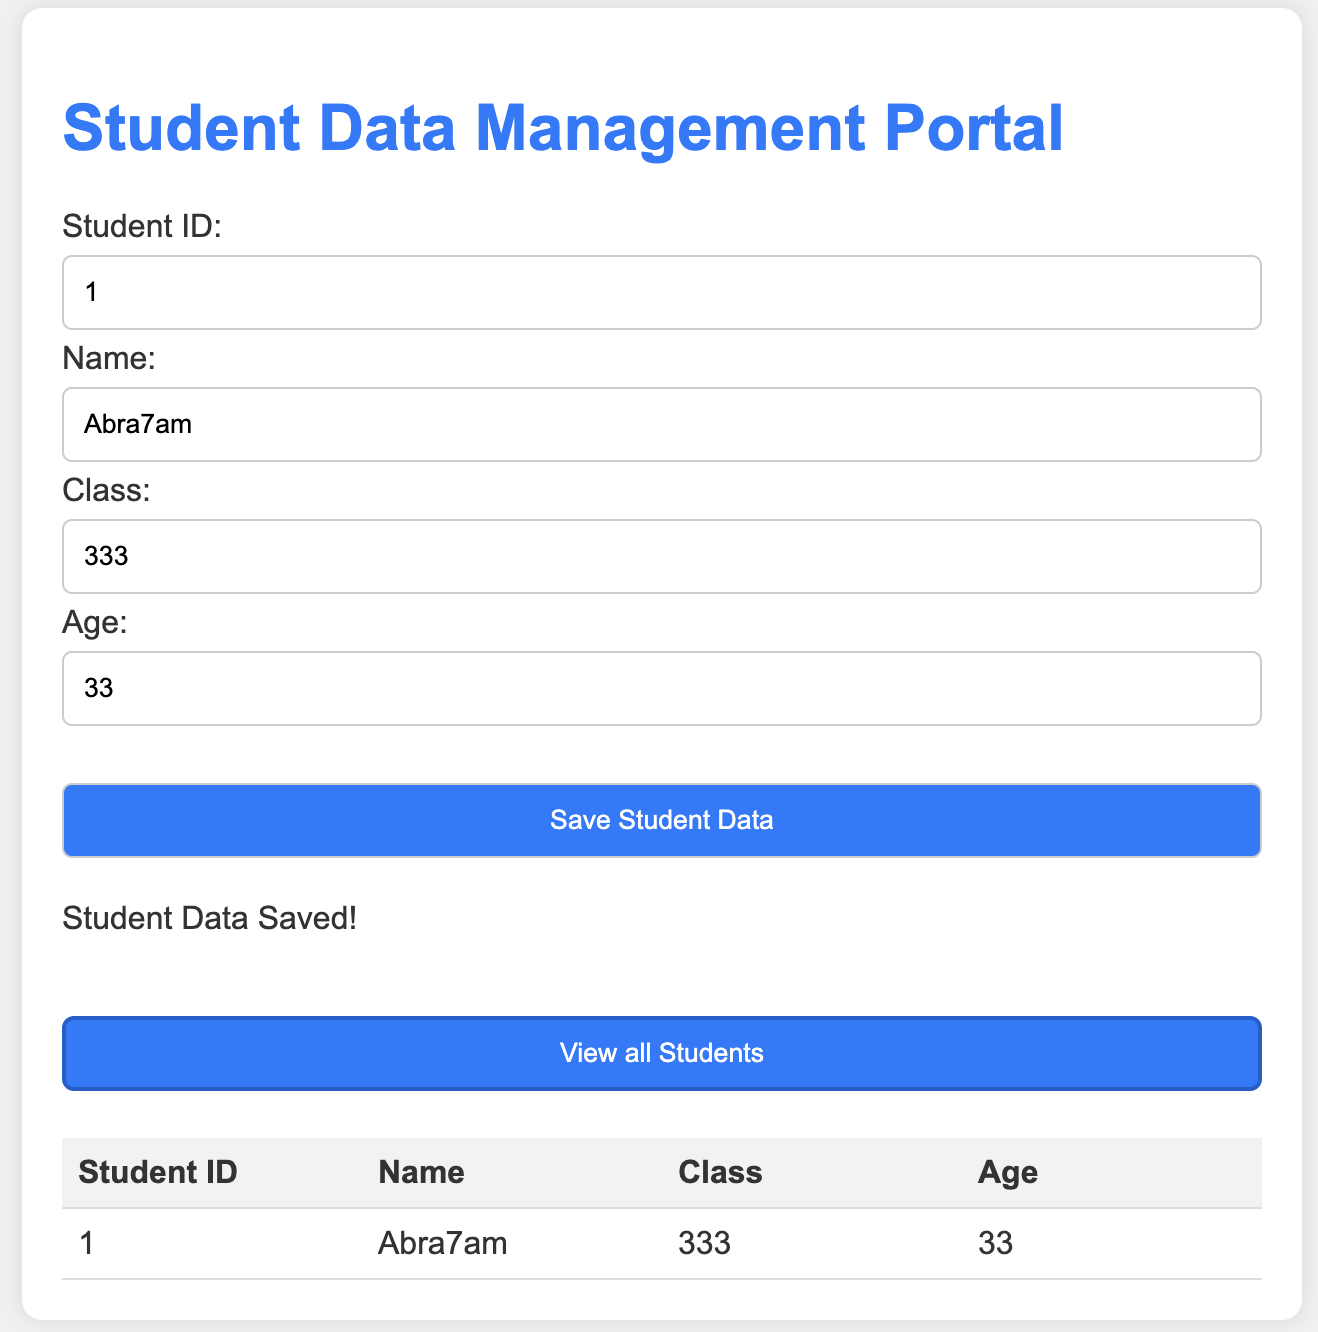 Student Data Management Portal
Student ID:
1
Name:
Abra7am
Class:
333
Age:
33
Save Student Data
Student Data Saved!
View all Students
Student ID Name Class Age
1 Abra7am 333 33